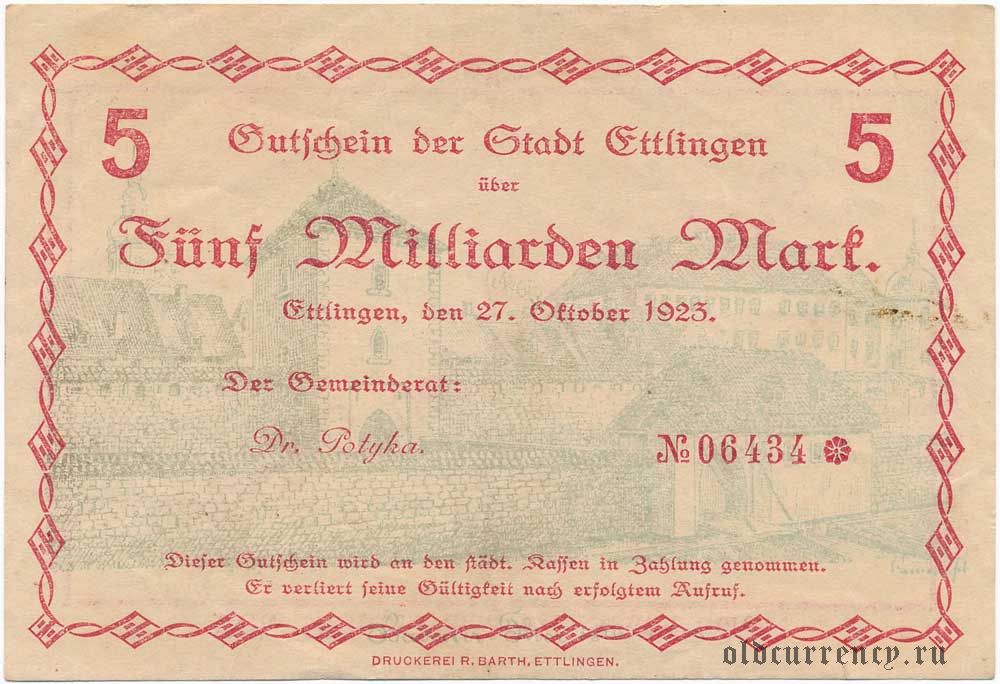 5 5
Gutschein der Stadt Ettlingen
über
Fünf Milliarden Mark.
Ettlingen, den 27. Oktober 1923.
Der Gemeinderat:
Dr. Potyka.
№ 06434
Dieser Gutschein wird an den städt. Kassen in Zahlung genommen.
Er verliert seine Gültigkeit nach erfolgtem Aufruf.
DRUCKEREI R. BARTH, ETTLINGEN.
oldcurrency.ru